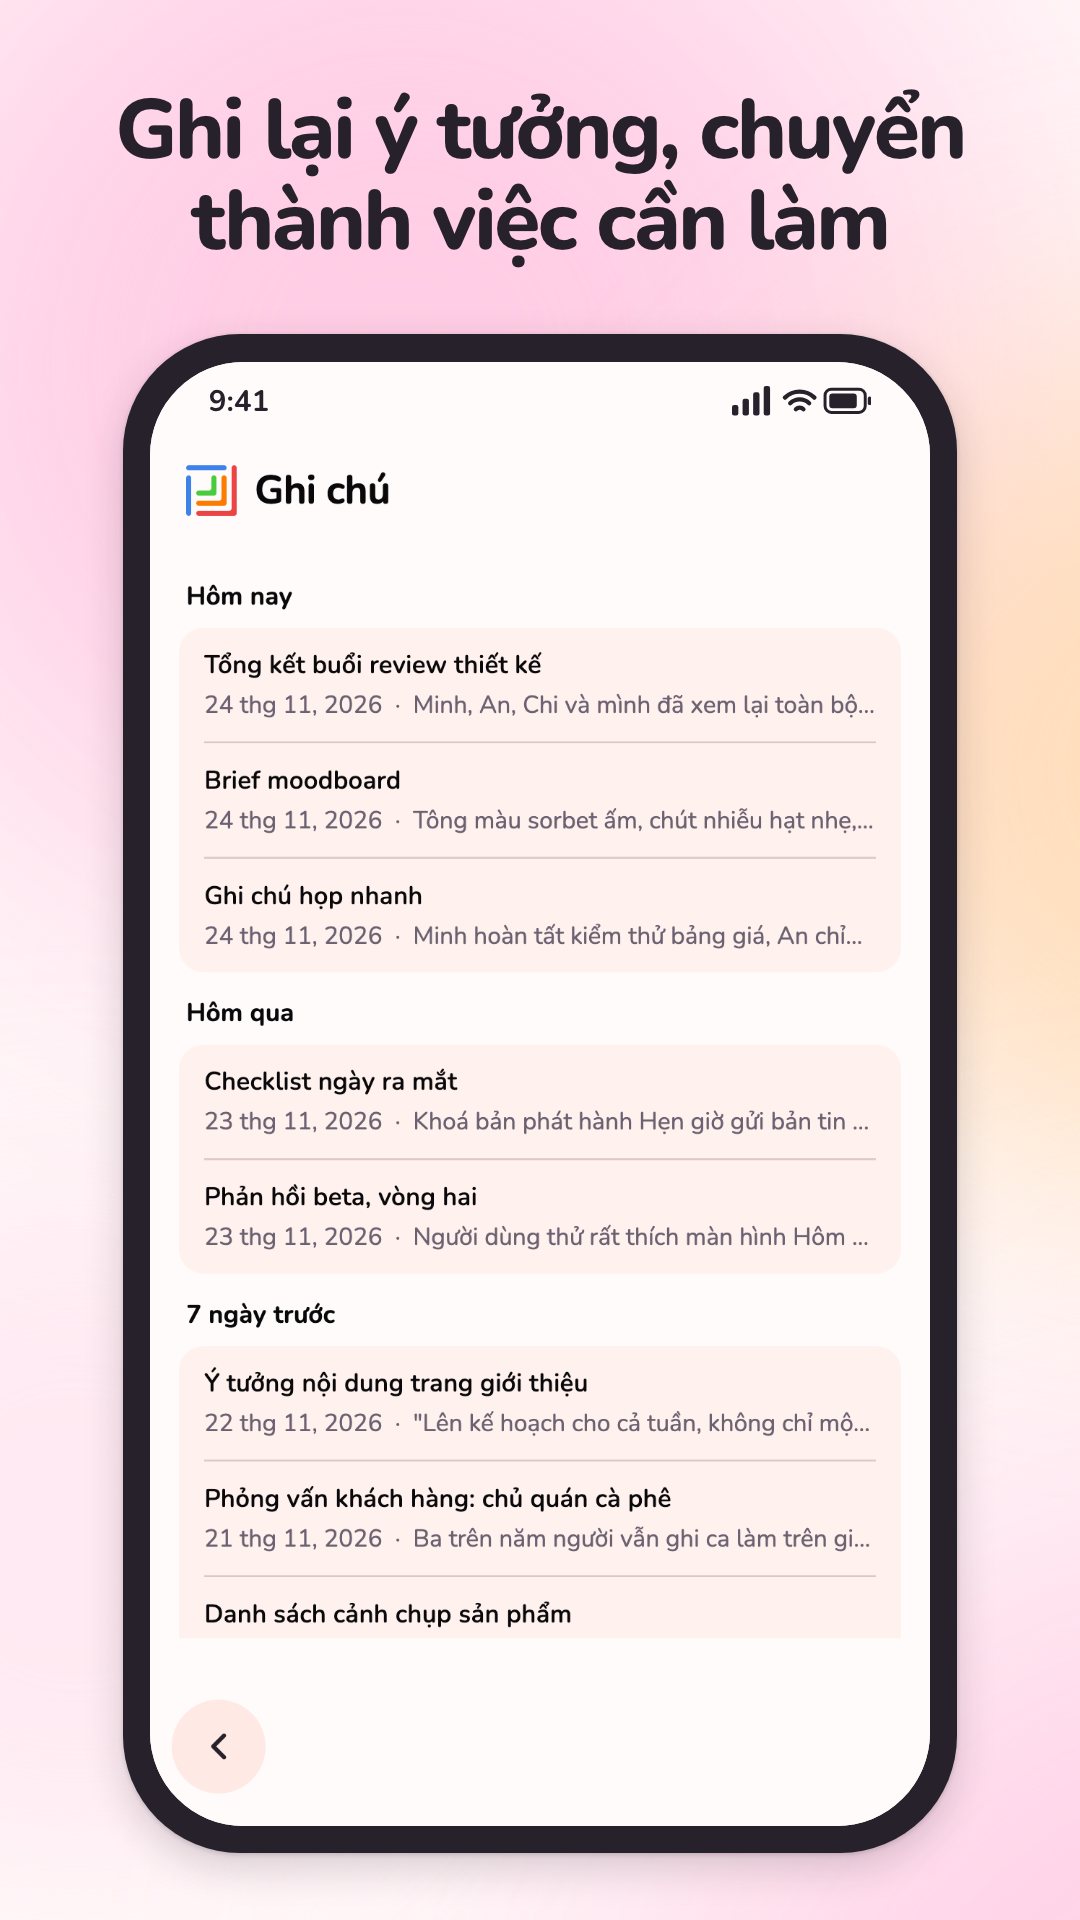 Ghi lại ý tưởng, chuyển
thành việc cần làm
9:41
Ghi chú
Hôm nay
Tổng kết buổi review thiết kế
24 thg 11, 2026 · Minh, An, Chi và mình đã xem lại toàn bộ...
Brief moodboard
24 thg 11, 2026 · Tông màu sorbet ấm, chút nhiễu hạt nhẹ,...
Ghi chú họp nhanh
24 thg 11, 2026 · Minh hoàn tất kiểm thử bảng giá, An chỉ...
Hôm qua
Checklist ngày ra mắt
23 thg 11, 2026 · Khoá bản phát hành Hẹn giờ gửi bản tin ...
Phản hồi beta, vòng hai
23 thg 11, 2026 · Người dùng thử rất thích màn hình Hôm ...
7 ngày trước
Ý tưởng nội dung trang giới thiệu
22 thg 11, 2026 · "Lên kế hoạch cho cả tuần, không chỉ mộ...
Phỏng vấn khách hàng: chủ quán cà phê
21 thg 11, 2026 · Ba trên năm người vẫn ghi ca làm trên gi...
Danh sách cảnh chụp sản phẩm